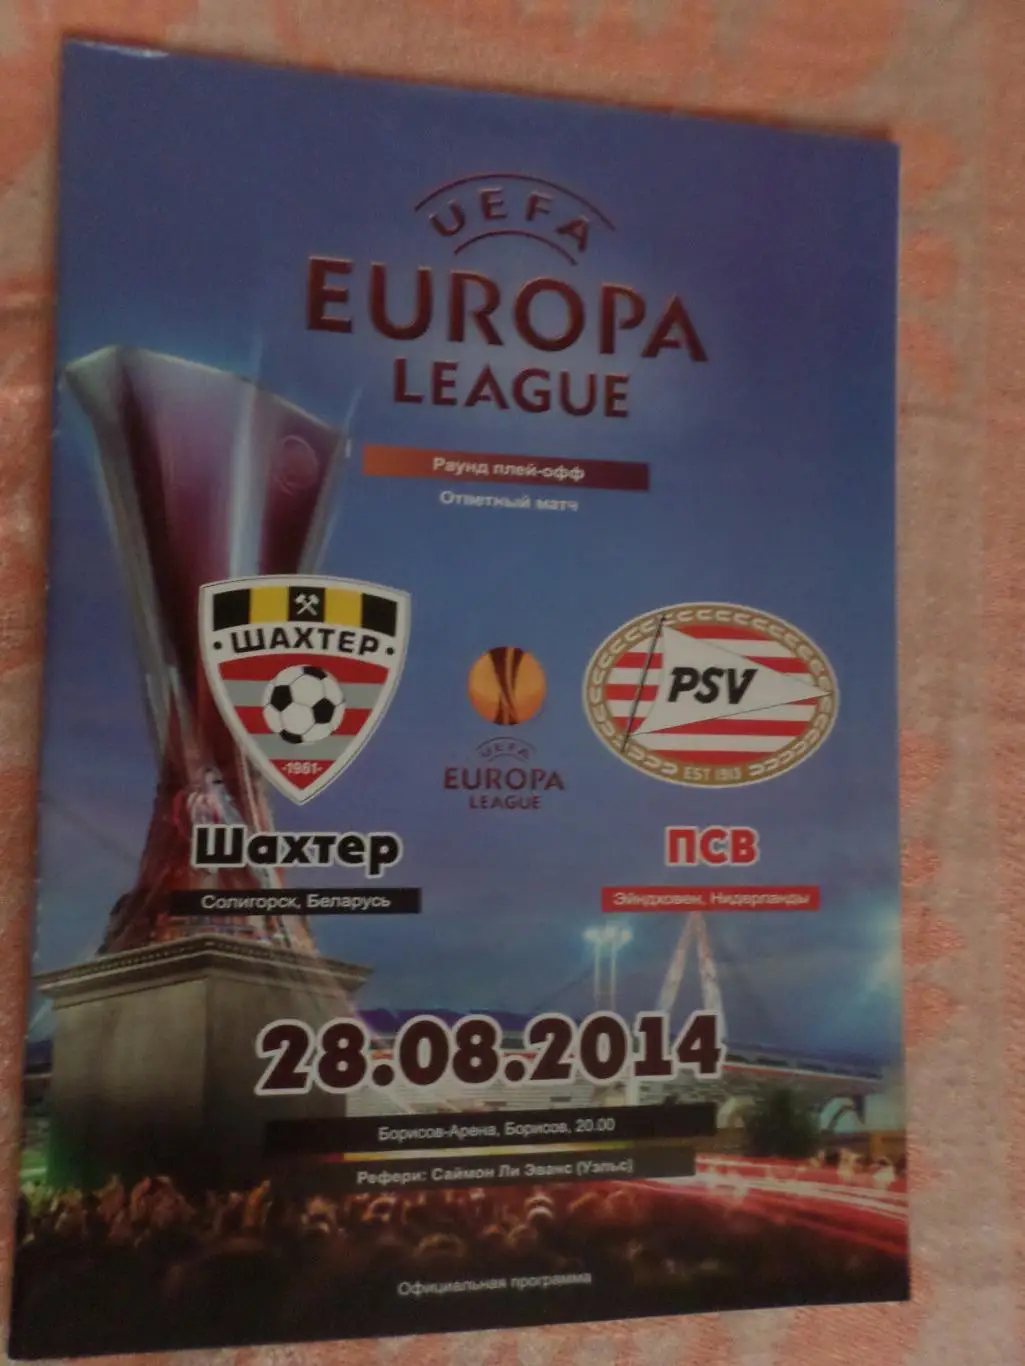 UEFA
EUROPA
LEAGUE
Раунд плей-офф
Ответный матч
ШАХТЕР
-1961-
PSV
EST 1913
UEFA
EUROPA
LEAGUE
Шахтер
ПСВ
Солигорск, Беларусь
Эйндховен, Нидерланды
28.08.2014
Борисов-Арена, Борисов, 20.00
Рефери: Саймон Ли Эванс (Уэльс)
Официальная программа